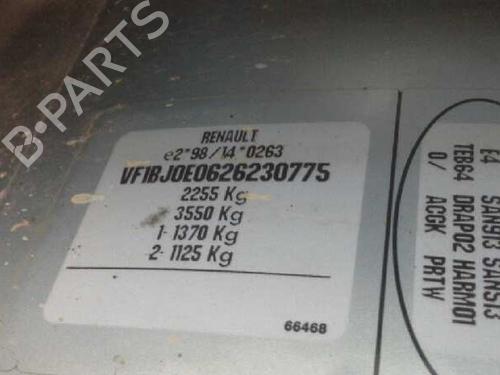 B-PARTS
RENAULT
e2*98/14*0263
VF1BJ0E0626230775
2255 Kg
3550 Kg
1- 1370 Kg
2- 1125 Kg
66468
E4 SAN913 SANS13
TEB64 DRAP02 HARM01
0/ ACGK PRTW